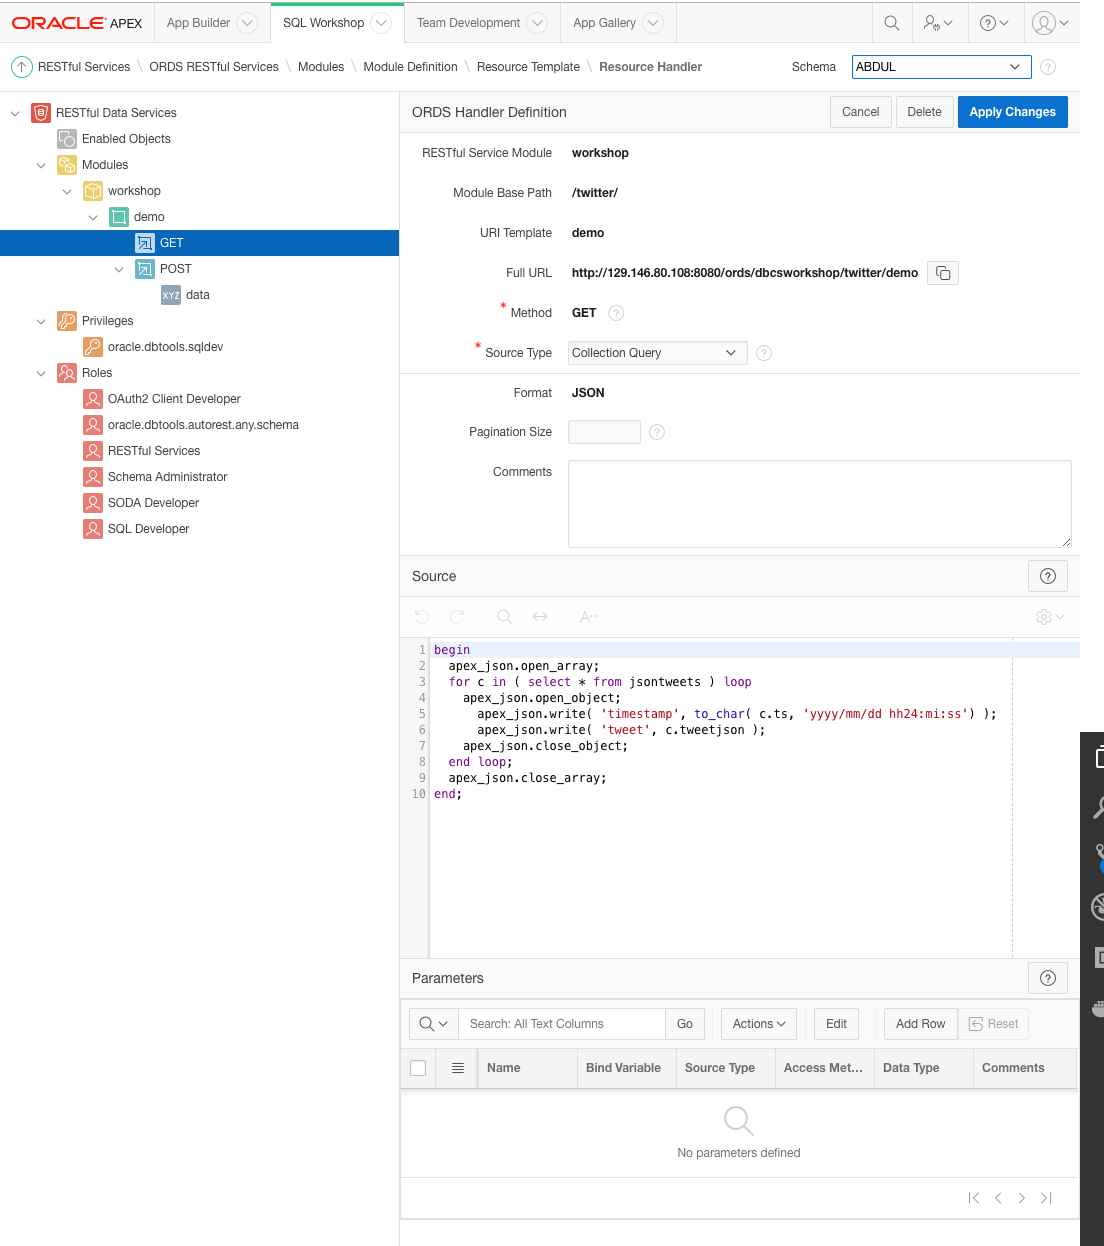 ORACLE APEX App Builder SQL Workshop Team Development App Gallery
RESTful Services \ ORDS RESTful Services \ Modules \ Module Definition \ Resource Template \ Resource Handler Schema ABDUL
RESTful Data Services
Enabled Objects
Modules
workshop
demo
GET
POST
XYZ data
Privileges
oracle.dbtools.sqldev
Roles
OAuth2 Client Developer
oracle.dbtools.autorest.any.schema
RESTful Services
Schema Administrator
SODA Developer
SQL Developer
ORDS Handler Definition Cancel Delete Apply Changes
RESTful Service Module workshop
Module Base Path /twitter/
URI Template demo
Full URL http://129.146.80.108:8080/ords/dbcsworkshop/twitter/demo
* Method GET ?
* Source Type Collection Query ?
Format JSON
Pagination Size ?
Comments
Source ?
A
1 begin
2 apex_json.open_array;
3 for c in ( select * from jsontweets ) loop
4 apex_json.open_object;
5 apex_json.write( 'timestamp', to_char( c.ts, 'yyyy/mm/dd hh24:mi:ss') );
6 apex_json.write( 'tweet', c.tweetjson );
7 apex_json.close_object;
8 end loop;
9 apex_json.close_array;
10 end;
Parameters ?
Search: All Text Columns Go Actions Edit Add Row Reset
Name Bind Variable Source Type Access Met... Data Type Comments
No parameters defined